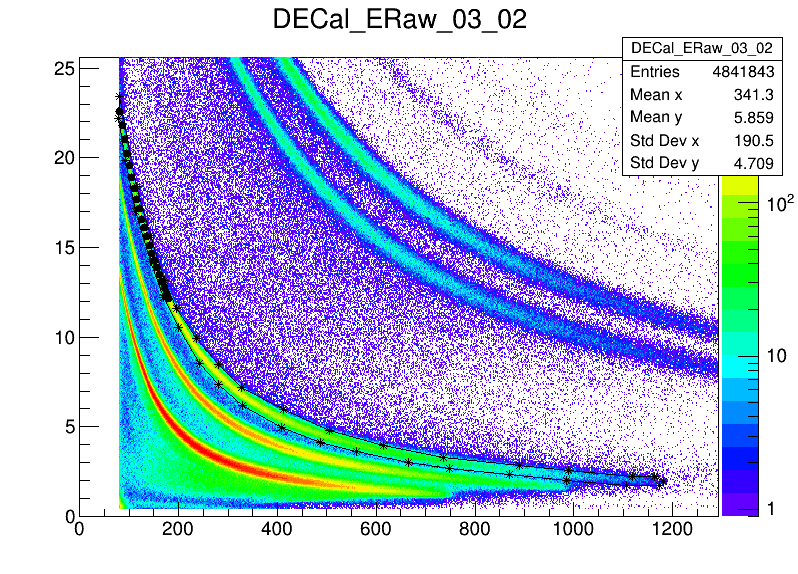 DECal_ERaw_03_02
DECal_ERaw_03_02
Entries 4841843
Mean x 341.3
Mean y 5.859
Std Dev x 190.5
Std Dev y 4.709
25
20
15
10
5
0
0 200 400 600 800 1000 1200
10²
10
1